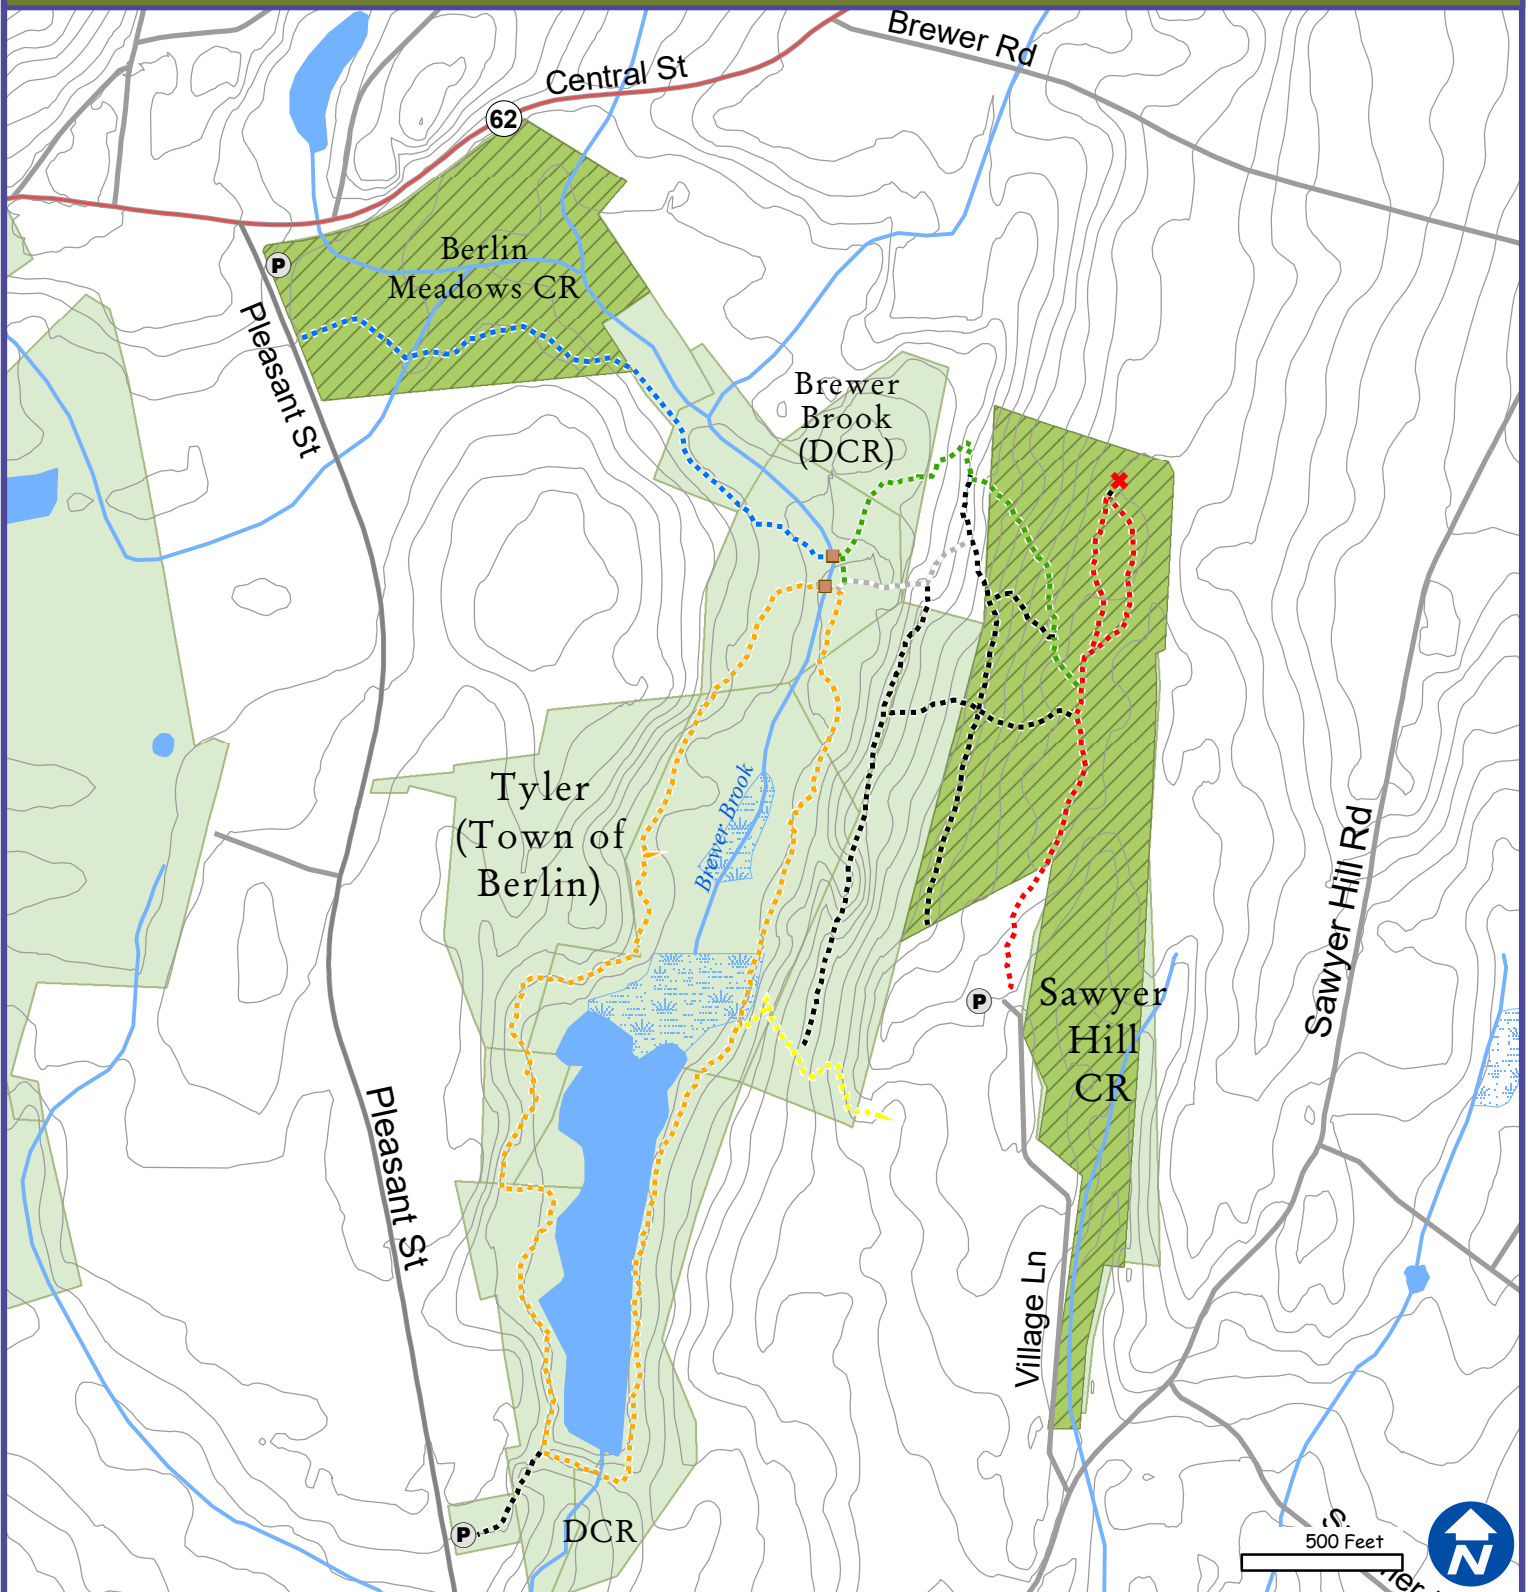 Brewer Rd
Central St
62
Berlin
Meadows CR
P
Pleasant St
Brewer
Brook
(DCR)
Tyler
(Town of
Berlin)
Brewer Brook
Sawyer Hill Rd
P
Sawyer
Hill
CR
Pleasant St
Village Ln
P
DCR
500 Feet
N